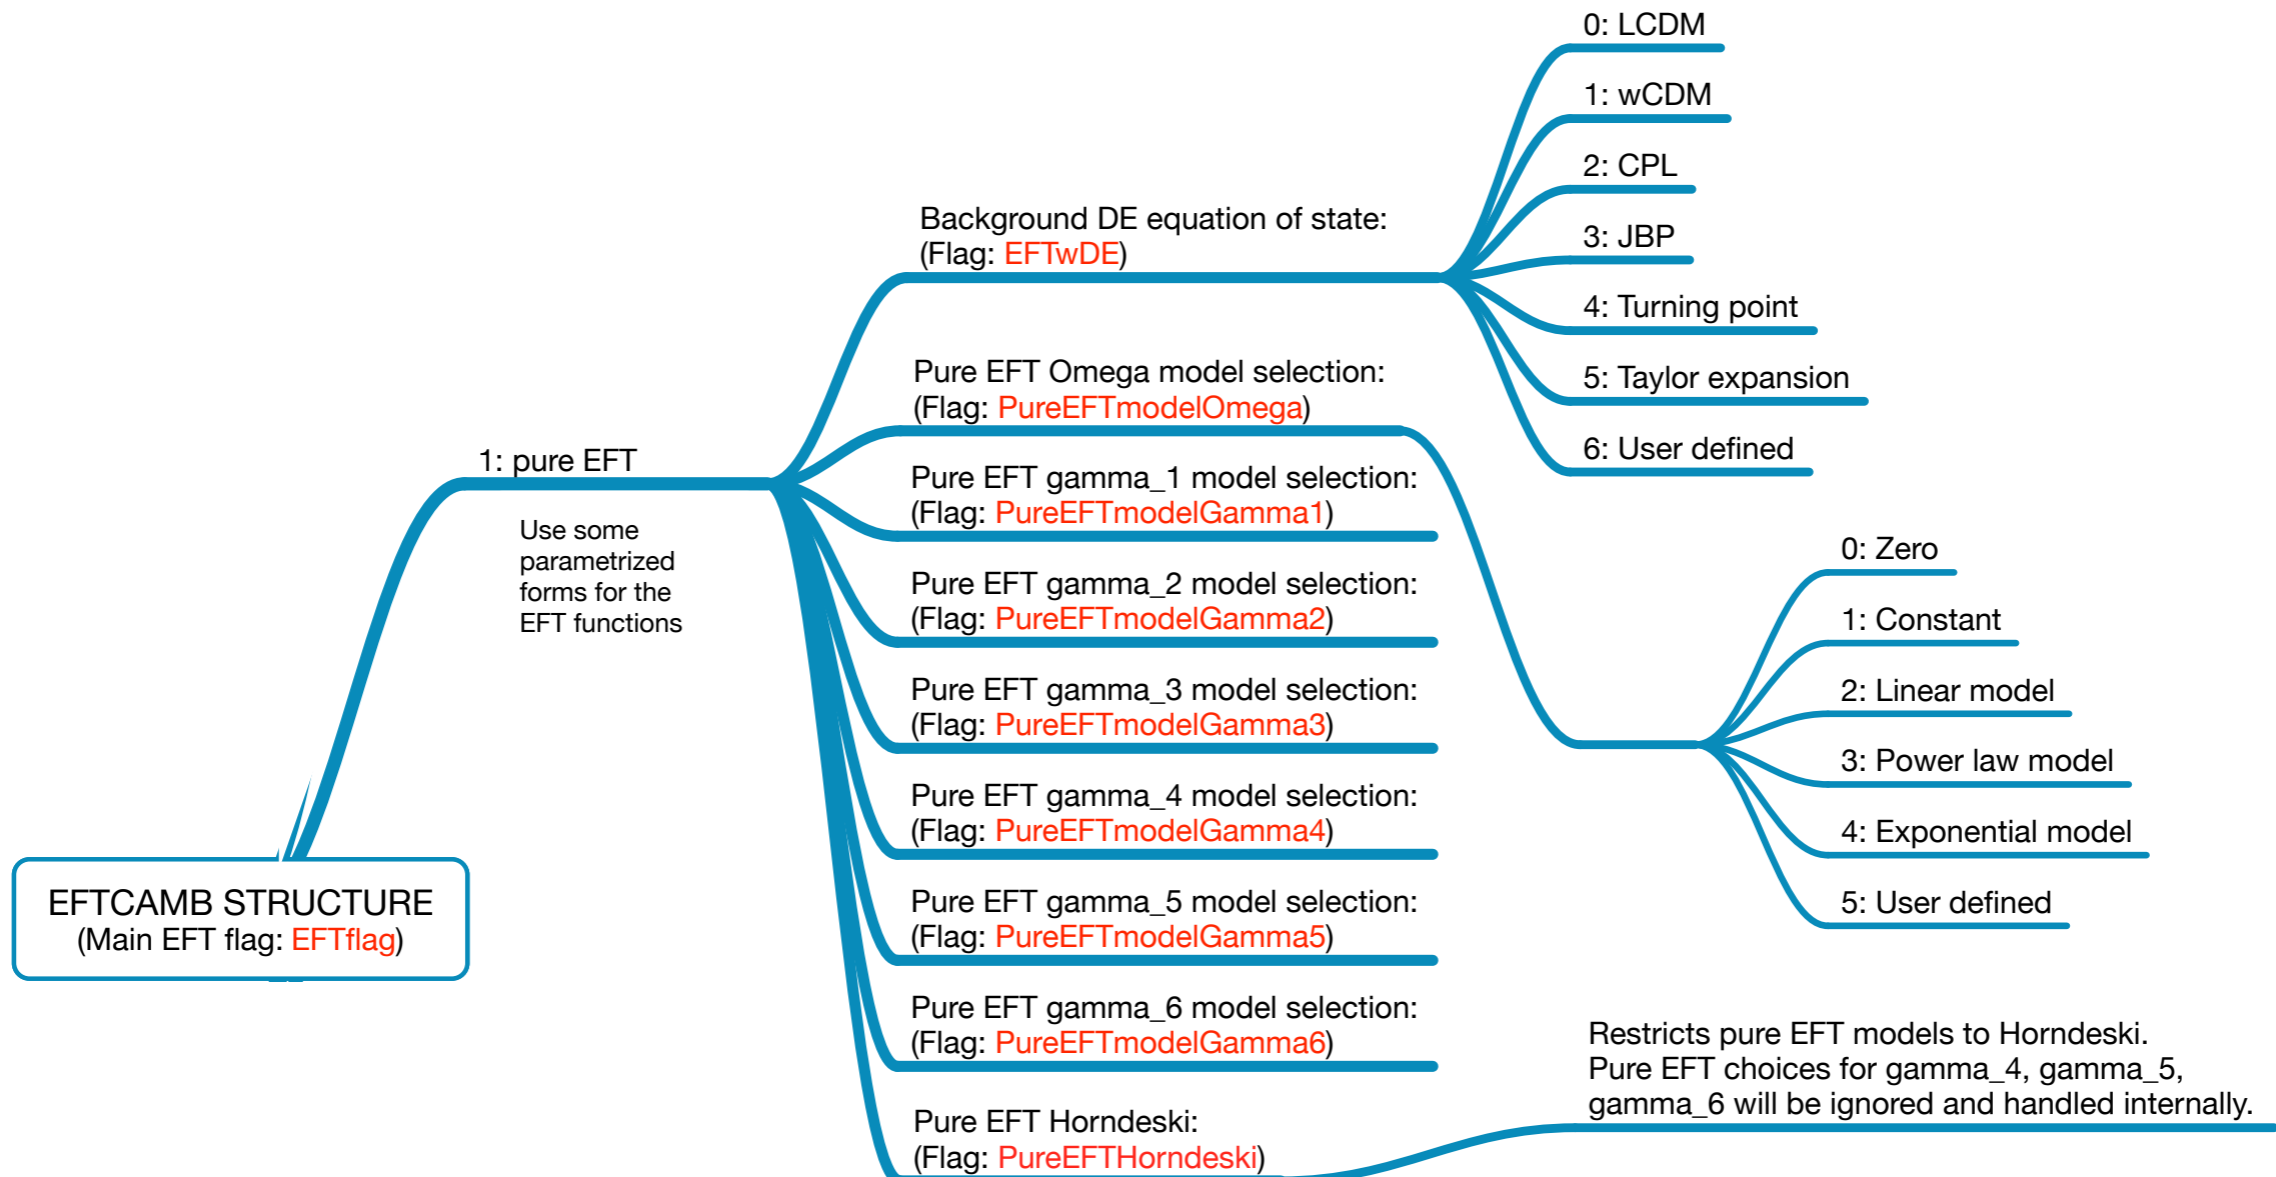 EFTCAMB STRUCTURE
(Main EFT flag: EFTflag)
1: pure EFT
Use some
parametrized
forms for the
EFT functions
Background DE equation of state:
(Flag: EFTwDE)
0: LCDM
1: wCDM
2: CPL
3: JBP
4: Turning point
5: Taylor expansion
6: User defined
Pure EFT Omega model selection:
(Flag: PureEFTmodelOmega)
0: Zero
1: Constant
2: Linear model
3: Power law model
4: Exponential model
5: User defined
Pure EFT gamma_1 model selection:
(Flag: PureEFTmodelGamma1)
Pure EFT gamma_2 model selection:
(Flag: PureEFTmodelGamma2)
Pure EFT gamma_3 model selection:
(Flag: PureEFTmodelGamma3)
Pure EFT gamma_4 model selection:
(Flag: PureEFTmodelGamma4)
Pure EFT gamma_5 model selection:
(Flag: PureEFTmodelGamma5)
Pure EFT gamma_6 model selection:
(Flag: PureEFTmodelGamma6)
Pure EFT Horndeski:
(Flag: PureEFTHorndeski)
Restricts pure EFT models to Horndeski.
Pure EFT choices for gamma_4, gamma_5,
gamma_6 will be ignored and handled internally.